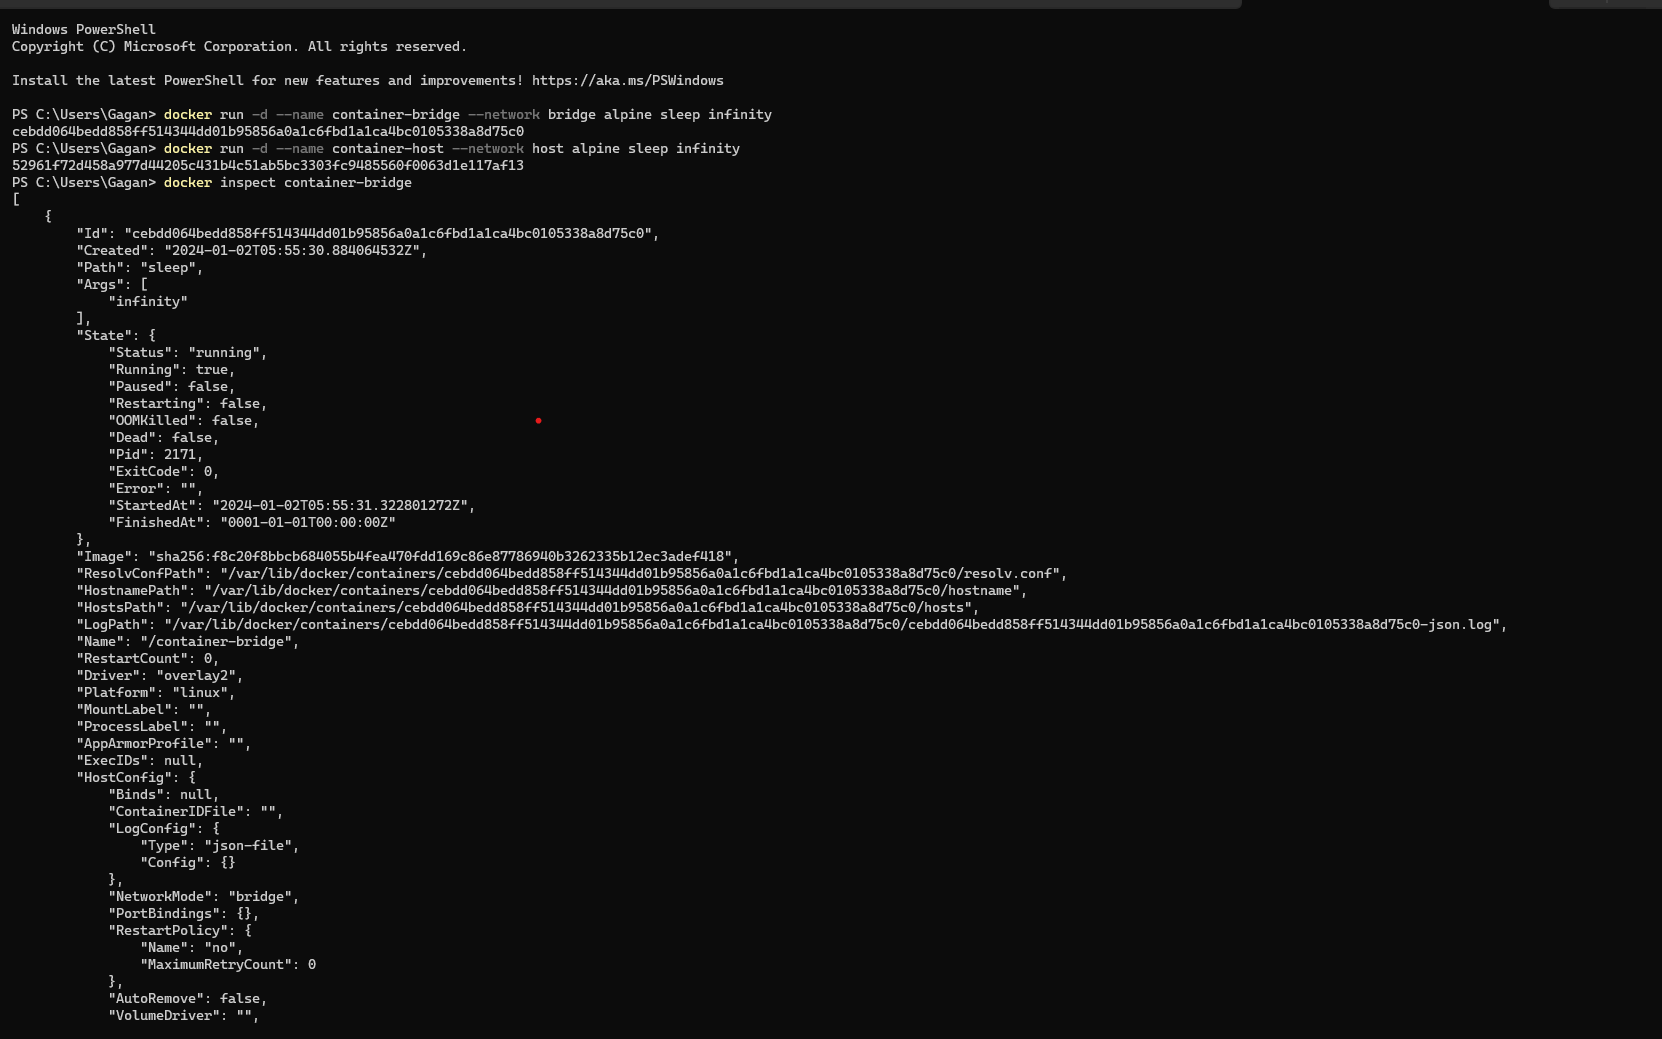 Windows PowerShell
Copyright (C) Microsoft Corporation. All rights reserved.
Install the latest PowerShell for new features and improvements! https://aka.ms/PSWindows
PS C:\Users\Gagan> docker run -d --name container-bridge --network bridge alpine sleep infinity
cebdd064bedd858ff514344dd01b95856a0a1c6fbd1a1ca4bc0105338a8d75c0
PS C:\Users\Gagan> docker run -d --name container-host --network host alpine sleep infinity
52961f72d458a977d44205c431b4c51ab5bc3303fc9485560f0063d1e117af13
PS C:\Users\Gagan> docker inspect container-bridge
[
    {
        "Id": "cebdd064bedd858ff514344dd01b95856a0a1c6fbd1a1ca4bc0105338a8d75c0",
        "Created": "2024-01-02T05:55:30.884064532Z",
        "Path": "sleep",
        "Args": [
            "infinity"
        ],
        "State": {
            "Status": "running",
            "Running": true,
            "Paused": false,
            "Restarting": false,
            "OOMKilled": false,
            "Dead": false,
            "Pid": 2171,
            "ExitCode": 0,
            "Error": "",
            "StartedAt": "2024-01-02T05:55:31.322801272Z",
            "FinishedAt": "0001-01-01T00:00:00Z"
        },
        "Image": "sha256:f8c20f8bbcb684055b4fea470fdd169c86e87786940b3262335b12ec3adef418",
        "ResolvConfPath": "/var/lib/docker/containers/cebdd064bedd858ff514344dd01b95856a0a1c6fbd1a1ca4bc0105338a8d75c0/resolv.conf",
        "HostnamePath": "/var/lib/docker/containers/cebdd064bedd858ff514344dd01b95856a0a1c6fbd1a1ca4bc0105338a8d75c0/hostname",
        "HostsPath": "/var/lib/docker/containers/cebdd064bedd858ff514344dd01b95856a0a1c6fbd1a1ca4bc0105338a8d75c0/hosts",
        "LogPath": "/var/lib/docker/containers/cebdd064bedd858ff514344dd01b95856a0a1c6fbd1a1ca4bc0105338a8d75c0/cebdd064bedd858ff514344dd01b95856a0a1c6fbd1a1ca4bc0105338a8d75c0-json.log",
        "Name": "/container-bridge",
        "RestartCount": 0,
        "Driver": "overlay2",
        "Platform": "linux",
        "MountLabel": "",
        "ProcessLabel": "",
        "AppArmorProfile": "",
        "ExecIDs": null,
        "HostConfig": {
            "Binds": null,
            "ContainerIDFile": "",
            "LogConfig": {
                "Type": "json-file",
                "Config": {}
            },
            "NetworkMode": "bridge",
            "PortBindings": {},
            "RestartPolicy": {
                "Name": "no",
                "MaximumRetryCount": 0
            },
            "AutoRemove": false,
            "VolumeDriver": "",